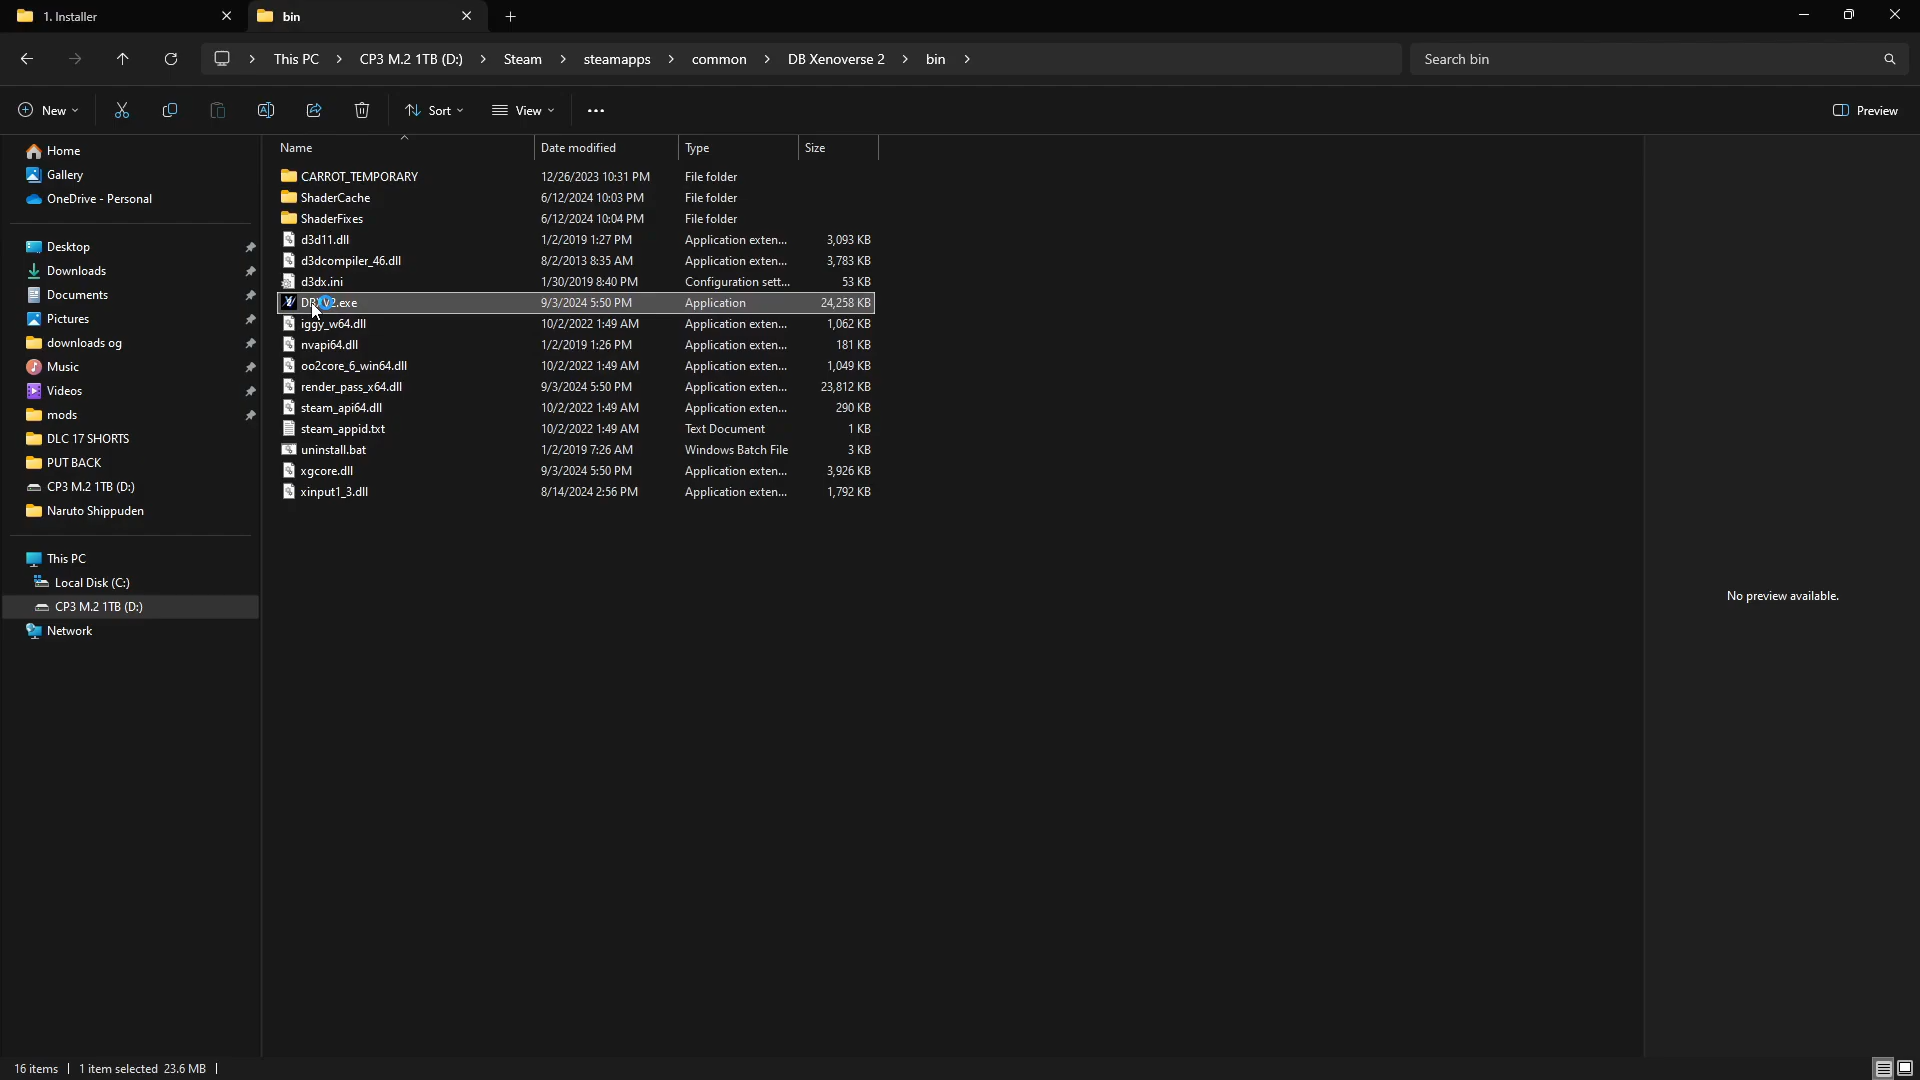 1. Installer
bin
This PC
CP3 M.2 1TB (D:)
Steam
steamapps
common
DB Xenoverse 2
bin
Search bin
New
Sort
View
Preview
Home
Gallery
OneDrive - Personal
Desktop
Downloads
Documents
Pictures
downloads og
Music
Videos
mods
DLC 17 SHORTS
PUT BACK
CP3 M.2 1TB (D:)
Naruto Shippuden
This PC
Local Disk (C:)
CP3 M.2 1TB (D:)
Network
Name Date modified Type Size
CARROT_TEMPORARY 12/26/2023 10:31 PM File folder
ShaderCache 6/12/2024 10:03 PM File folder
ShaderFixes 6/12/2024 10:04 PM File folder
d3d11.dll 1/2/2019 1:27 PM Application exten... 3,093 KB
d3dcompiler_46.dll 8/2/2013 8:35 AM Application exten... 3,783 KB
d3dx.ini 1/30/2019 8:40 PM Configuration sett... 53 KB
9/3/2024 5:50 PM Application 24,258 KB
iggy_w64.dll 10/2/2022 1:49 AM Application exten... 1,062 KB
nvapi64.dll 1/2/2019 1:26 PM Application exten... 181 KB
oo2core_6_win64.dll 10/2/2022 1:49 AM Application exten... 1,049 KB
render_pass_x64.dll 9/3/2024 5:50 PM Application exten... 23,812 KB
steam_api64.dll 10/2/2022 1:49 AM Application exten... 290 KB
steam_appid.txt 10/2/2022 1:49 AM Text Document 1 KB
uninstall.bat 1/2/2019 7:26 AM Windows Batch File 3 KB
xgcore.dll 9/3/2024 5:50 PM Application exten... 3,926 KB
xinput1_3.dll 8/14/2024 2:56 PM Application exten... 1,792 KB
No preview available.
16 items 1 item selected 23.6 MB